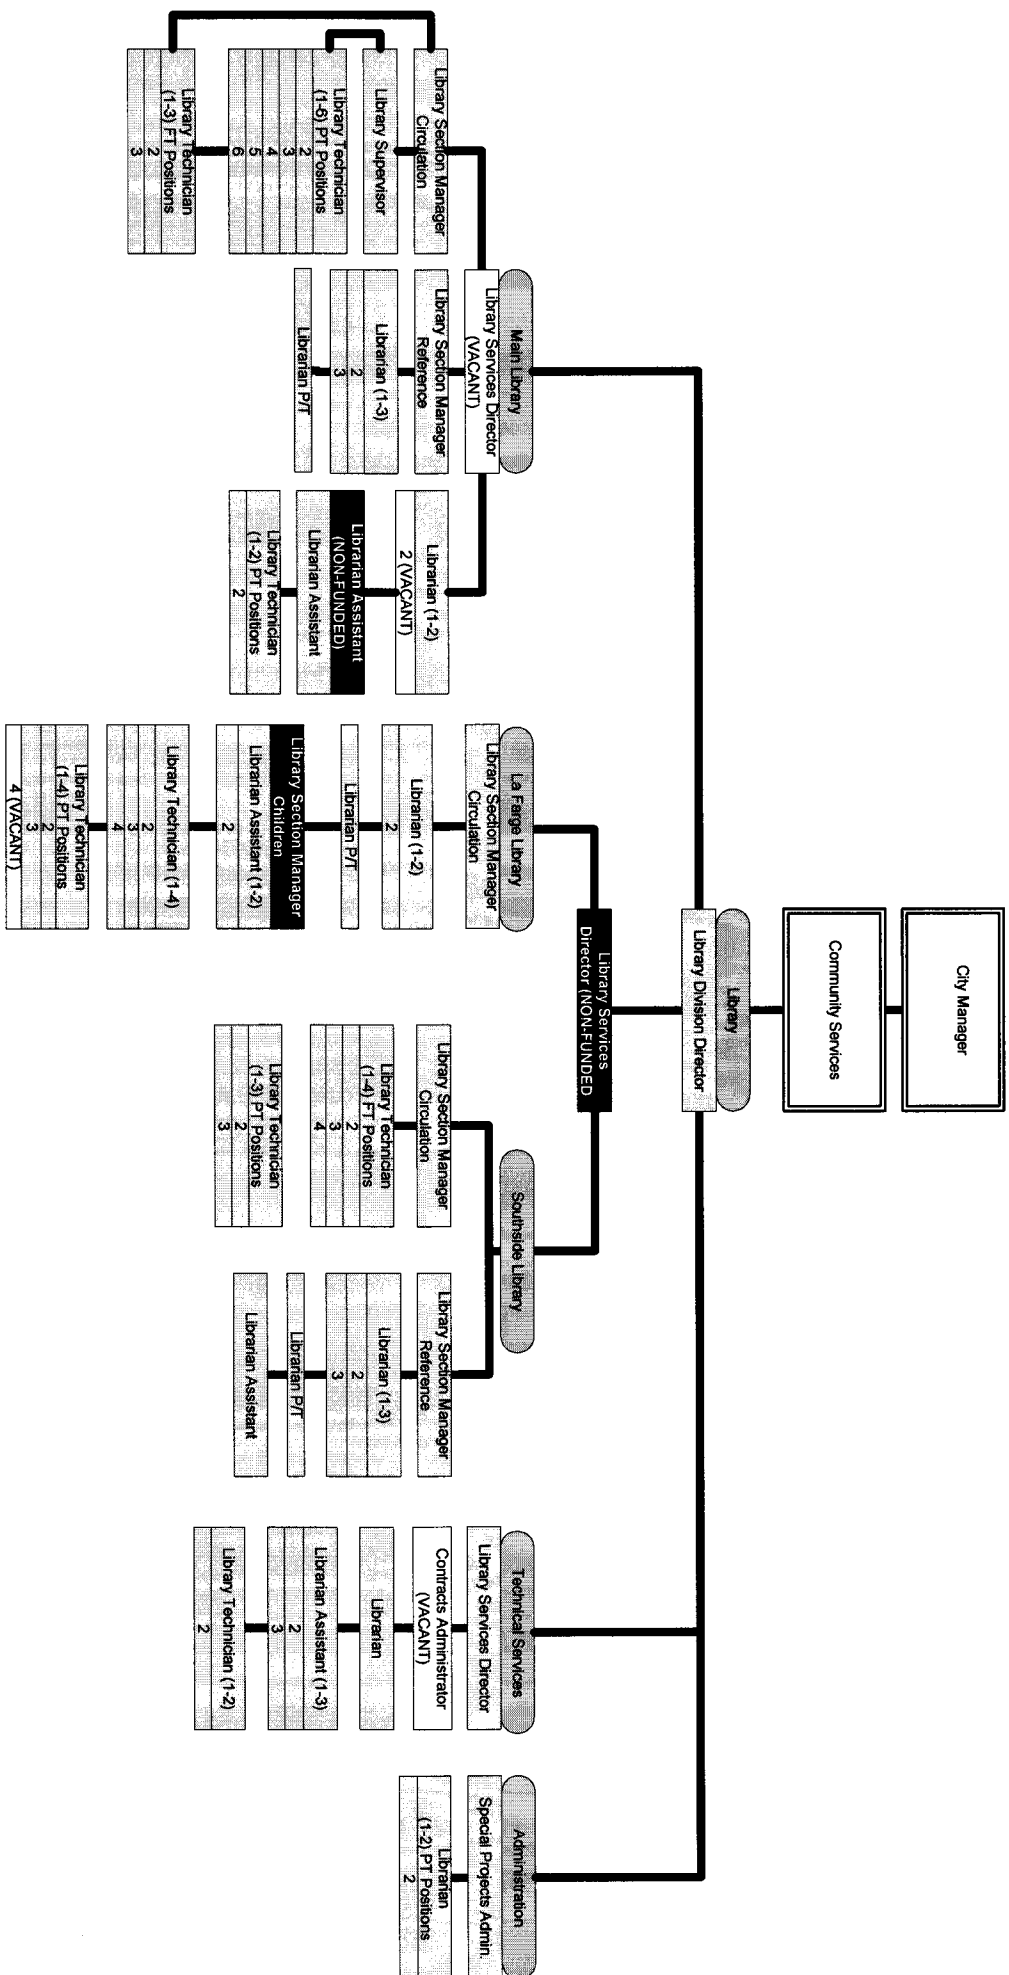 City Manager
Community Services
Library
Library Division Director
Main Library
Library Services Director
(VACANT)
Library Section Manager
Circulation
Library Supervisor
Library Technician
(1-6) PT Positions
2
3
4
5
6
Library Technician
(1-3) FT Positions
2
3
Library Section Manager
Reference
Librarian (1-3)
2
3
Librarian P/T
Librarian (1-2)
2 (VACANT)
Librarian Assistant
(NON-FUNDED)
Librarian Assistant
Library Technician
(1-2) PT Positions
2
Library Services
Director (NON-FUNDED
La Farge Library
Library Section Manager
Circulation
Librarian (1-2)
2
Librarian P/T
Library Section Manager
Children
Librarian Assistant (1-2)
2
Library Technician (1-4)
2
3
4
Library Technician
(1-4) PT Positions
2
3
4 (VACANT)
Southside Library
Library Section Manager
Circulation
Library Technician
(1-4) FT Positions
2
3
4
Library Technician
(1-3) PT Positions
2
3
Library Section Manager
Reference
Librarian (1-3)
2
3
Librarian P/T
Librarian Assistant
Technical Services
Library Services Director
Contracts Administrator
(VACANT)
Librarian
Librarian Assistant (1-3)
2
3
Library Technician (1-2)
2
Administration
Special Projects Admin.
Librarian
(1-2) PT Positions
2